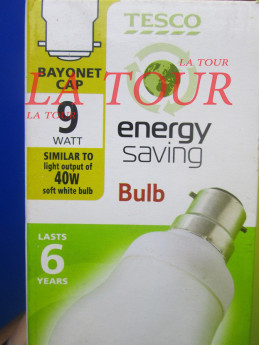 TESCO
LA TOUR
BAYONET
CAP
LA TOUR
LA TOUR
9
WATT
energy
saving
SIMILAR TO
light output of
40W
soft white bulb
Bulb
LASTS
6
YEARS